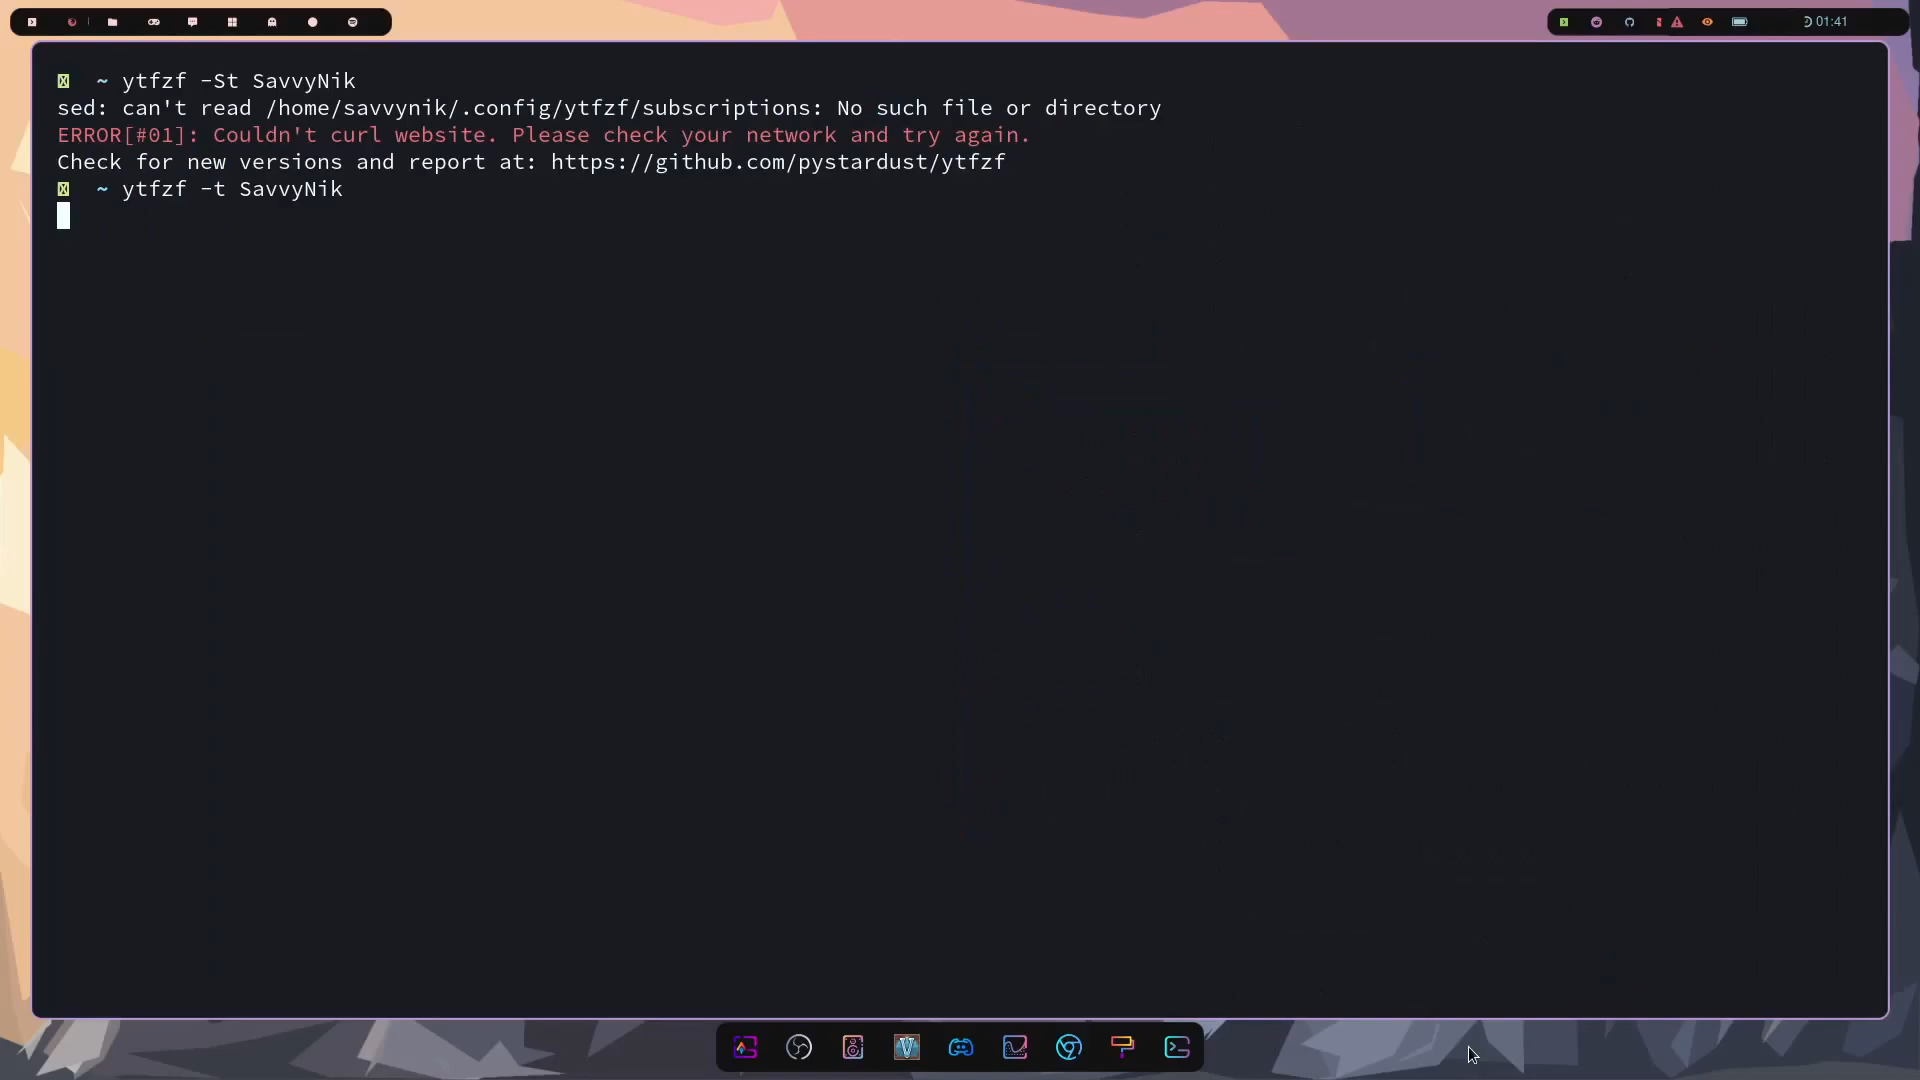 01:41
~ ytfzf -St SavvyNik
sed: can't read /home/savvynik/.config/ytfzf/subscriptions: No such file or directory
ERROR[#01]: Couldn't curl website. Please check your network and try again.
Check for new versions and report at: https://github.com/pystardust/ytfzf
~ ytfzf -t SavvyNik